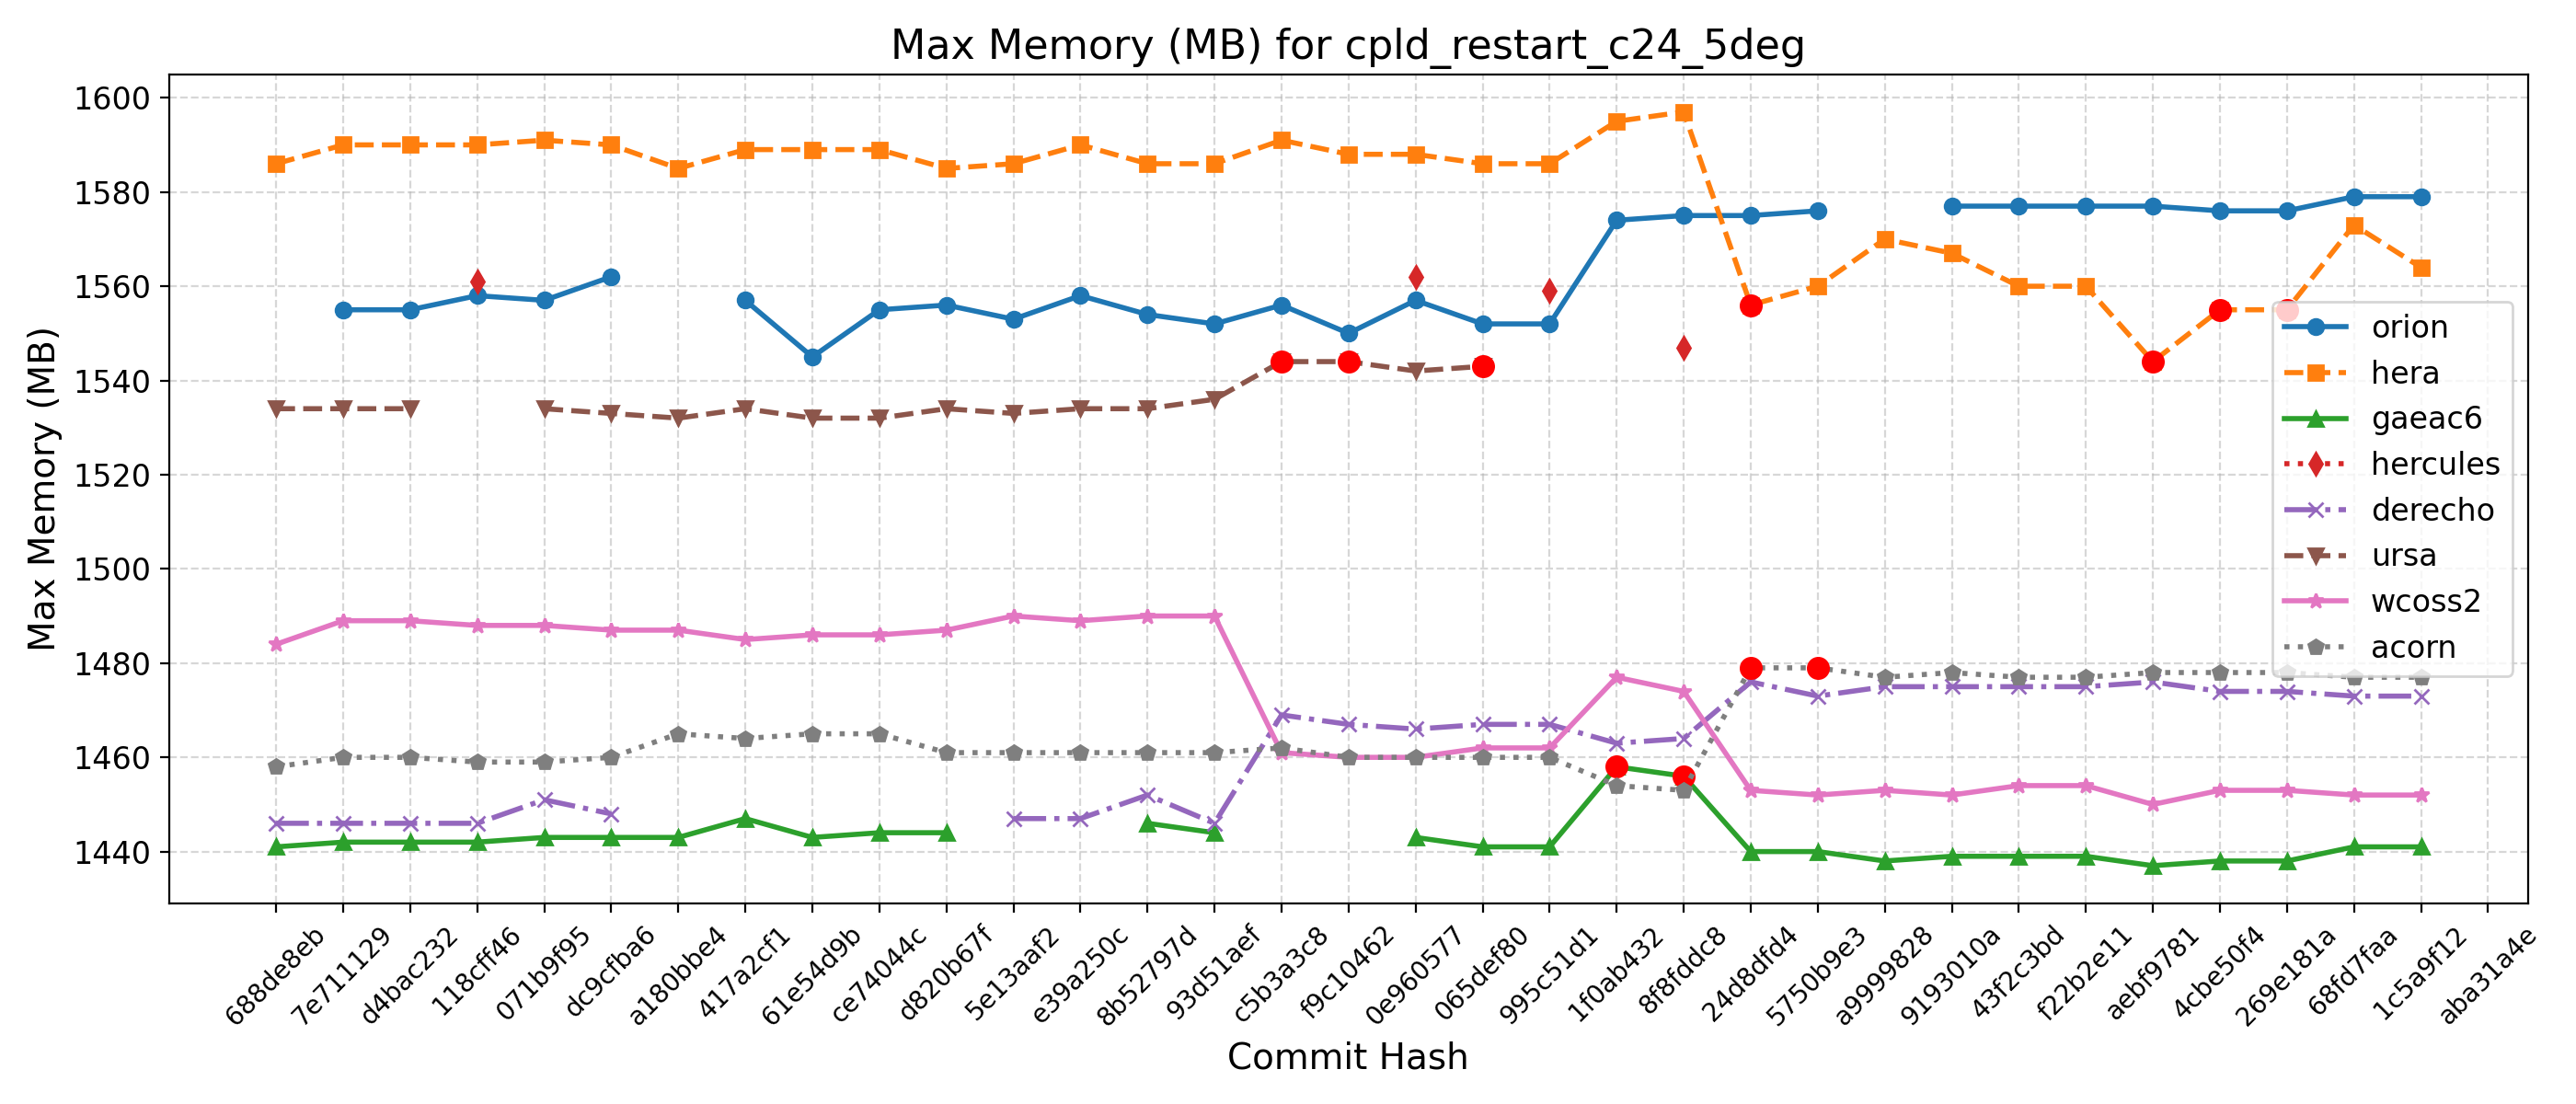 Max Memory (MB) for cpld_restart_c24_5deg
Max Memory (MB)
1600
1580
1560
1540
1520
1500
1480
1460
1440
orion
hera
gaeac6
hercules
derecho
ursa
wcoss2
acorn
688de8eb
7e711129
d4bac232
118cff46
071b9f95
dc9cfba6
a180bbe4
417a2cf1
61e54d9b
ce74044c
d820b67f
5e13aaf2
e39a250c
8b52797d
93d51aef
c5b3a3c8
f9c10462
0e960577
065def80
995c51d1
1f0ab432
8f8fddc8
24d8dfd4
5750b9e3
a9999828
9193010a
43f2c3bd
f22b2e11
aebf9781
4cbe50f4
269e181a
68fd7faa
1c5a9f12
aba31a4e
Commit Hash